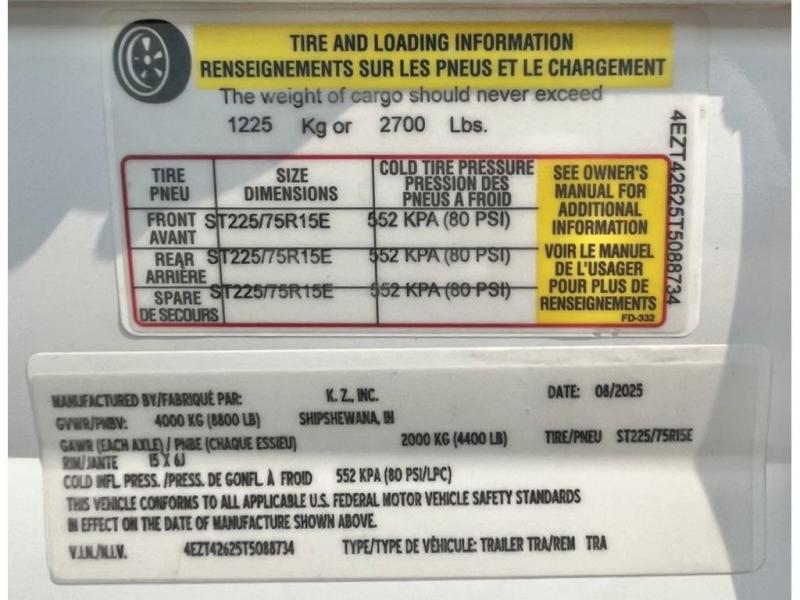 TIRE AND LOADING INFORMATION
RENSEIGNEMENTS SUR LES PNEUS ET LE CHARGEMENT
The weight of cargo should never exceed
1225 Kg or 2700 Lbs.
4EZT42625T5088734
TIRE PNEU SIZE DIMENSIONS COLD TIRE PRESSURE PRESSION DES PNEUS A FROID
FRONT AVANT ST225/75R15E 552 KPA (80 PSI)
REAR ARRIÈRE ST225/75R15E 552 KPA (80 PSI)
SPARE DE SECOURS ST225/75R15E 552 KPA (80 PSI)
SEE OWNER'S
MANUAL FOR
ADDITIONAL
INFORMATION
VOIR LE MANUEL
DE L'USAGER
POUR PLUS DE
RENSEIGNEMENTS
FD-332
MANUFACTURED BY/FABRIQUÉ PAR: K. Z., INC. DATE: 08/2025
GVWR/PNBV: 4000 KG (8800 LB) SHIPSHEWANA, IN
GAWR (EACH AXLE) / PNBE (CHAQUE ESSIEU) 2000 KG (4400 LB) TIRE/PNEU ST225/75R15E
RIM/JANTE 15 X 6J
COLD INFL. PRESS. /PRESS. DE GONFL. À FROID 552 KPA (80 PSI/LPC)
THIS VEHICLE CONFORMS TO ALL APPLICABLE U.S. FEDERAL MOTOR VEHICLE SAFETY STANDARDS
IN EFFECT ON THE DATE OF MANUFACTURE SHOWN ABOVE.
V.I.N./N.I.V. 4EZT42625T5088734 TYPE/TYPE DE VÉHICULE: TRAILER TRA/REM TRA